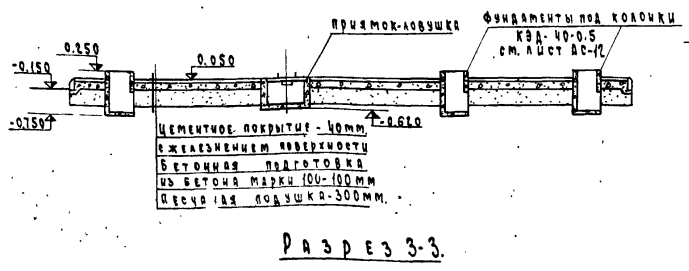 ПРИЯМОК-ЛОВУШКА
ФУНДАМЕНТЫ ПОД КОЛОНКИ
КЭД-40-0.5
СМ. ЛИСТ АС-12
0.250
0.050
-0.150
-0.750
-0.620
ЦЕМЕНТНОЕ ПОКРЫТИЕ - 40ММ
С ЖЕЛЕЗНЕНИЕМ ПОВЕРХНОСТИ
БЕТОННАЯ ПОДГОТОВКА
ИЗ БЕТОНА МАРКИ 100-100ММ
ПЕСЧАНАЯ ПОДУШКА-300ММ.
РАЗРЕЗ 3-3.